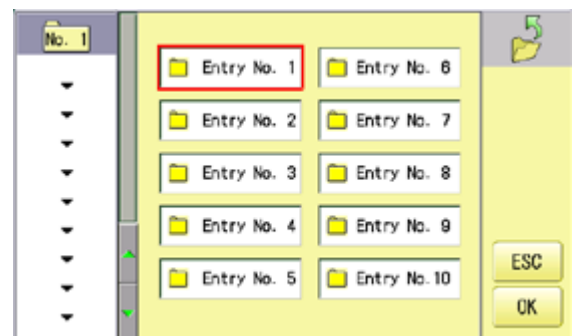 No. 1
Entry No. 1
Entry No. 6
Entry No. 2
Entry No. 7
Entry No. 3
Entry No. 8
Entry No. 4
Entry No. 9
Entry No. 5
Entry No.10
ESC
OK